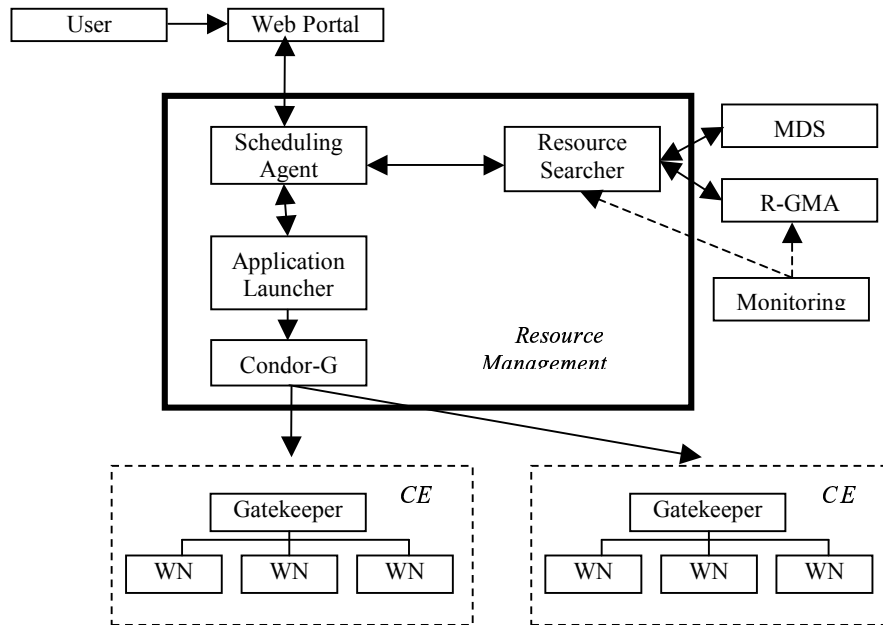 User
Web Portal
Scheduling
Agent
Resource
Searcher
MDS
R-GMA
Application
Launcher
Monitoring
Resource
Management
Condor-G
CE
CE
Gatekeeper
Gatekeeper
WN
WN
WN
WN
WN
WN